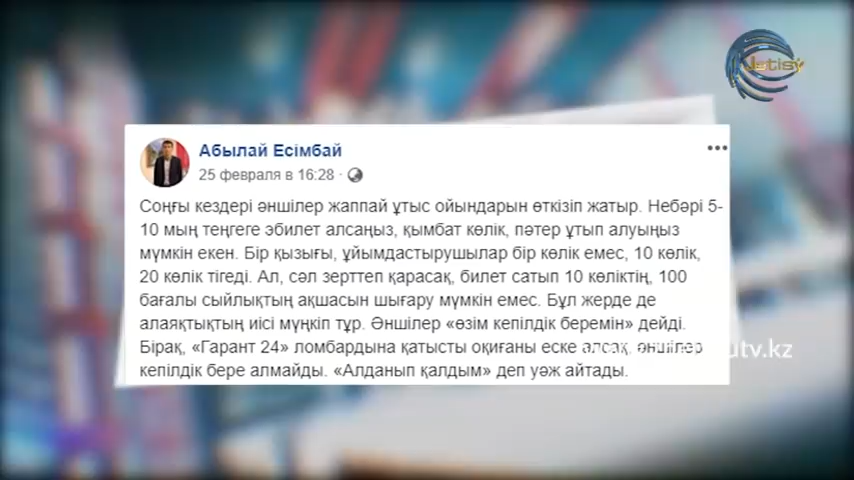 Jetisý
Абылай Есімбай
25 февраля в 16:28 ·
Соңғы кездері әншілер жаппай ұтыс ойындарын өткізіп жатыр. Небәрі 5-
10 мың теңгеге эбилет алсаңыз, қымбат көлік, пәтер ұтып алуыңыз
мүмкін екен. Бір қызығы, ұйымдастырушылар бір көлік емес, 10 көлік,
20 көлік тігеді. Ал, сәл зерттеп қарасақ, билет сатып 10 көліктің, 100
бағалы сыйлықтың ақшасын шығару мүмкін емес. Бұл жерде де
алаяқтықтың иісі мүңкіп тұр. Әншілер «өзім кепілдік беремін» дейді.
Бірақ, «Гарант 24» ломбардына қатысты оқиғаны еске алсақ, әншілер
кепілдік бере алмайды. «Алданып қалдым» деп уәж айтады.